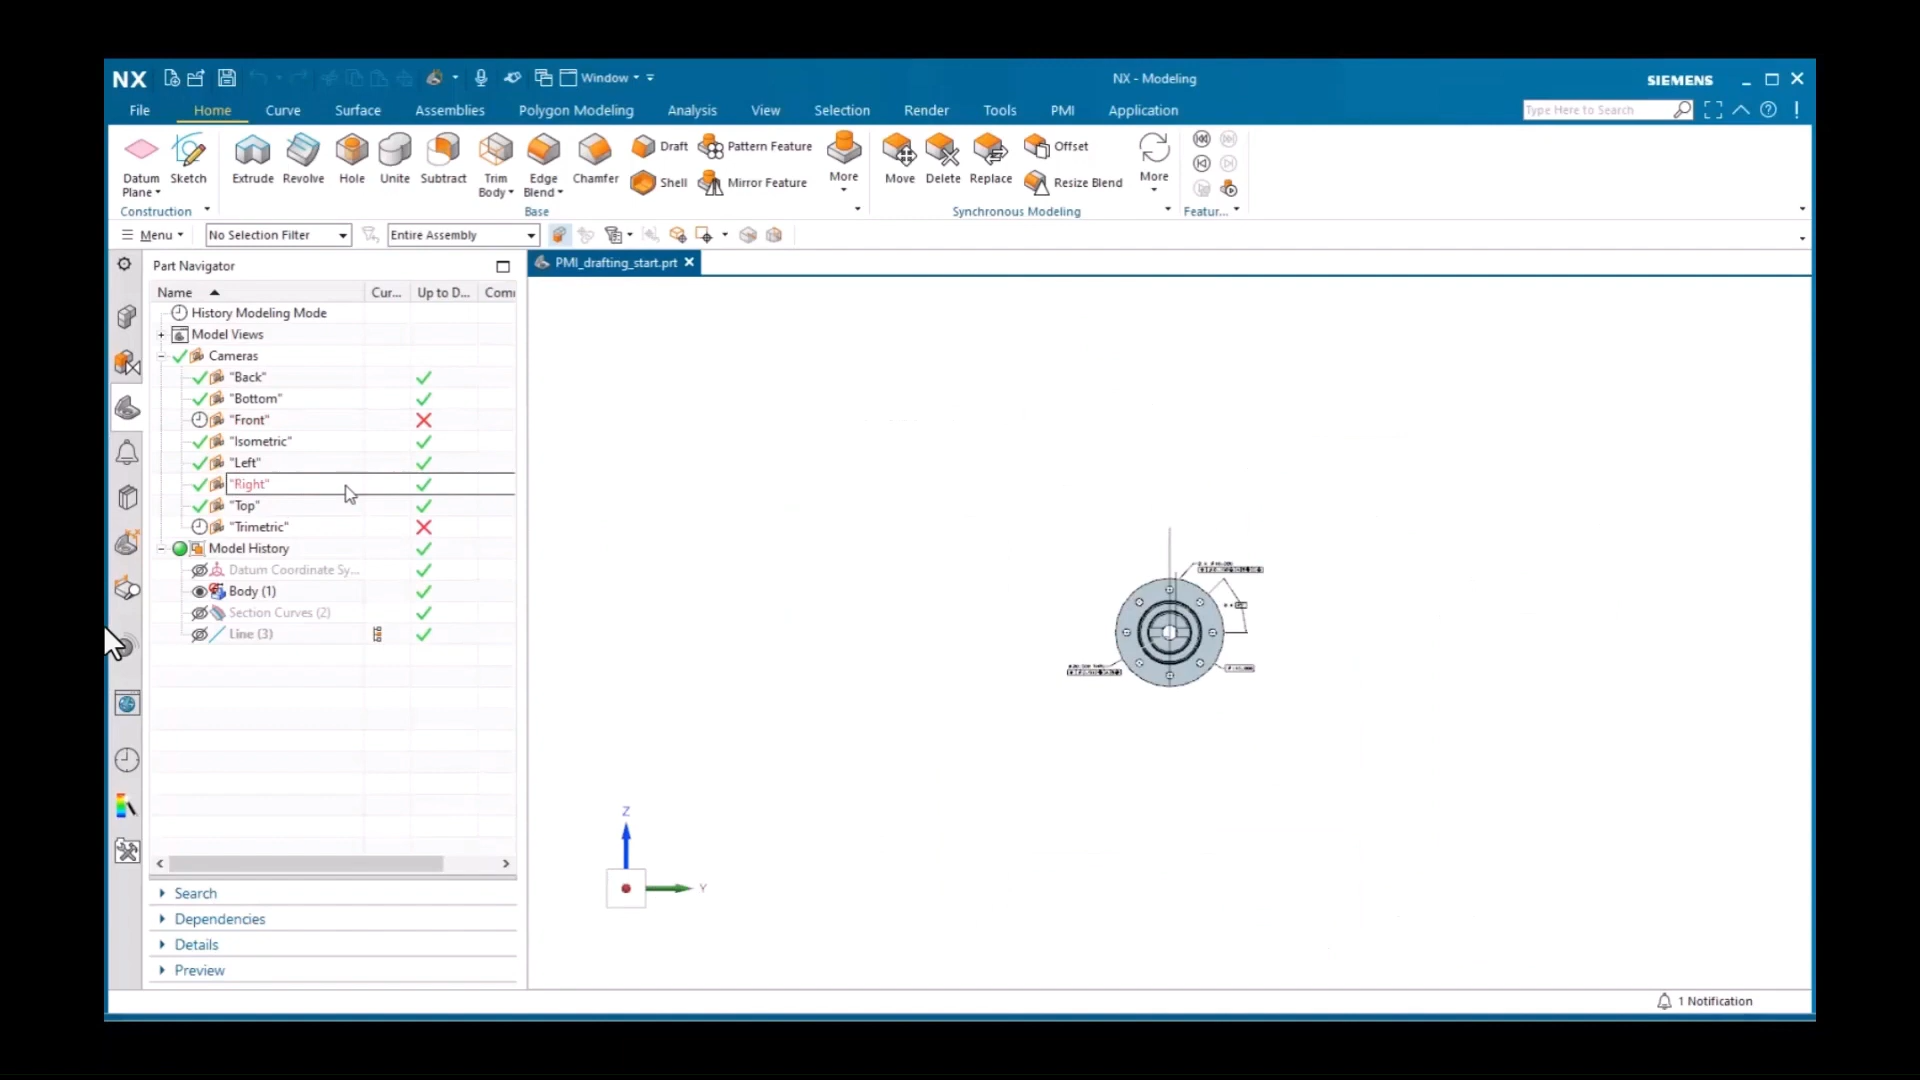 NX
Window
NX - Modeling
SIEMENS
File Home Curve Surface Assemblies Polygon Modeling Analysis View Selection Render Tools PMI Application
Type Here to Search
Datum Plane
Sketch
Extrude
Revolve
Hole
Unite
Subtract
Trim Body
Edge Blend
Chamfer
Draft
Shell
Pattern Feature
Mirror Feature
More
Move
Delete
Replace
Offset
Resize Blend
More
Construction
Base
Synchronous Modeling
Featur...
Menu
No Selection Filter
Entire Assembly
Part Navigator
PMI_drafting_start.prt
Name Cur... Up to D... Com
History Modeling Mode
Model Views
Cameras
"Back"
"Bottom"
"Front"
"Isometric"
"Left"
"Right"
"Top"
"Trimetric"
Model History
Datum Coordinate Sy...
Body (1)
Section Curves (2)
Line (3)
Z
Y
Search
Dependencies
Details
Preview
1 Notification